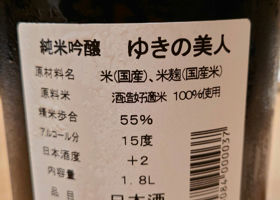 純米吟醸 ゆきの美人
原材料名 米(国産)、米麹(国産米)
原料米 酒造好適米 100%使用
精米歩合 55%
アルコール分 15度
日本酒度 +2
内容量 1.8L
品目 日本酒